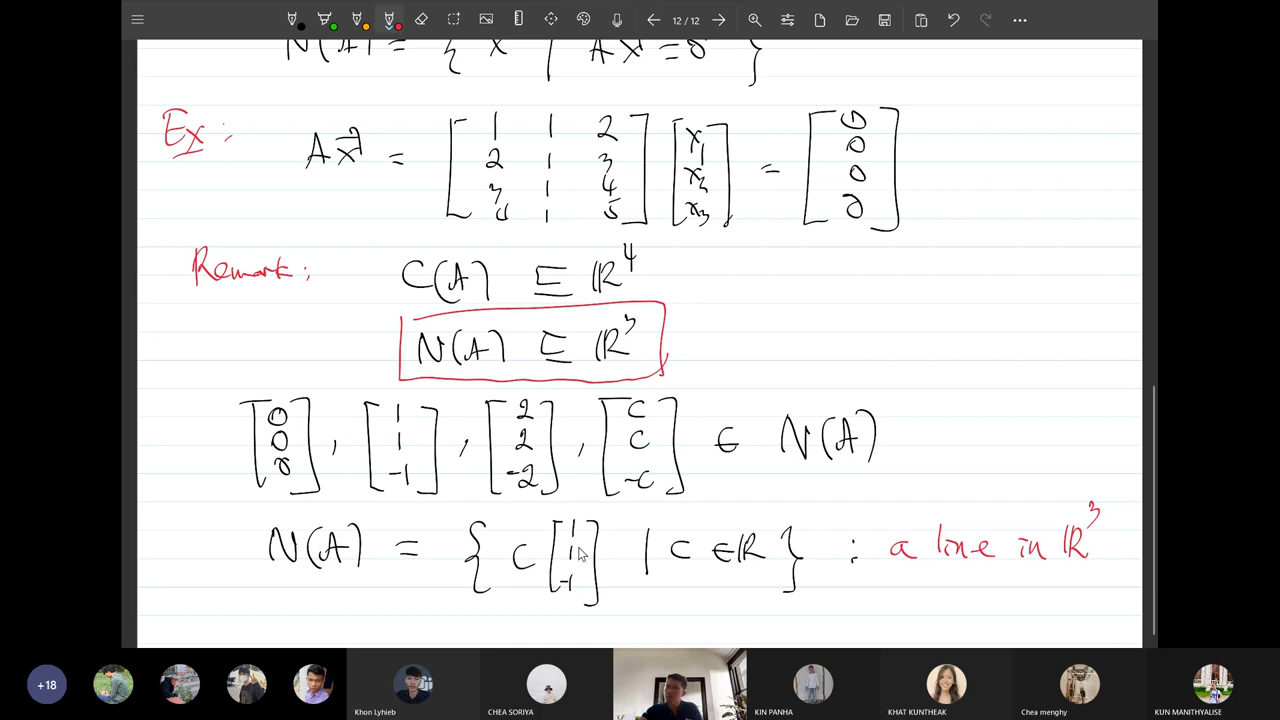 12 / 12
N(A) = { x | Ax⃗ = 0 }
Ex: Ax⃗ = [1 1 2; 2 1 3; 3 1 4; 4 1 5] [x₁; x₂; x₃] = [0; 0; 0; 0]
Remark: C(A) ⊆ ℝ⁴
N(A) ⊆ ℝ³
[0; 0; 0], [1; 1; -1], [2; 2; -2], [c; c; -c] ∈ N(A)
N(A) = { c [1; 1; -1] | c ∈ ℝ } : a line in ℝ³
+18
Khon Lyhieb
CHEA SORIYA
KIN PANHA
KHAT KUNTHEAK
Chea menghy
KUN MANITHYALISE